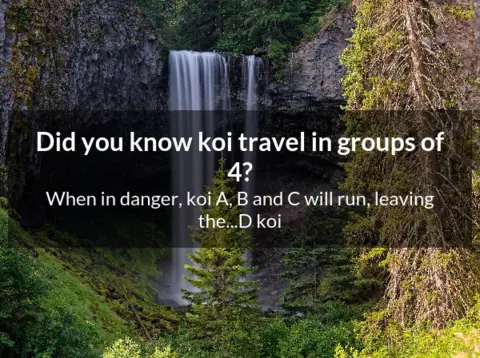 Did you know koi travel in groups of
4?
When in danger, koi A, B and C will run, leaving
the...D koi